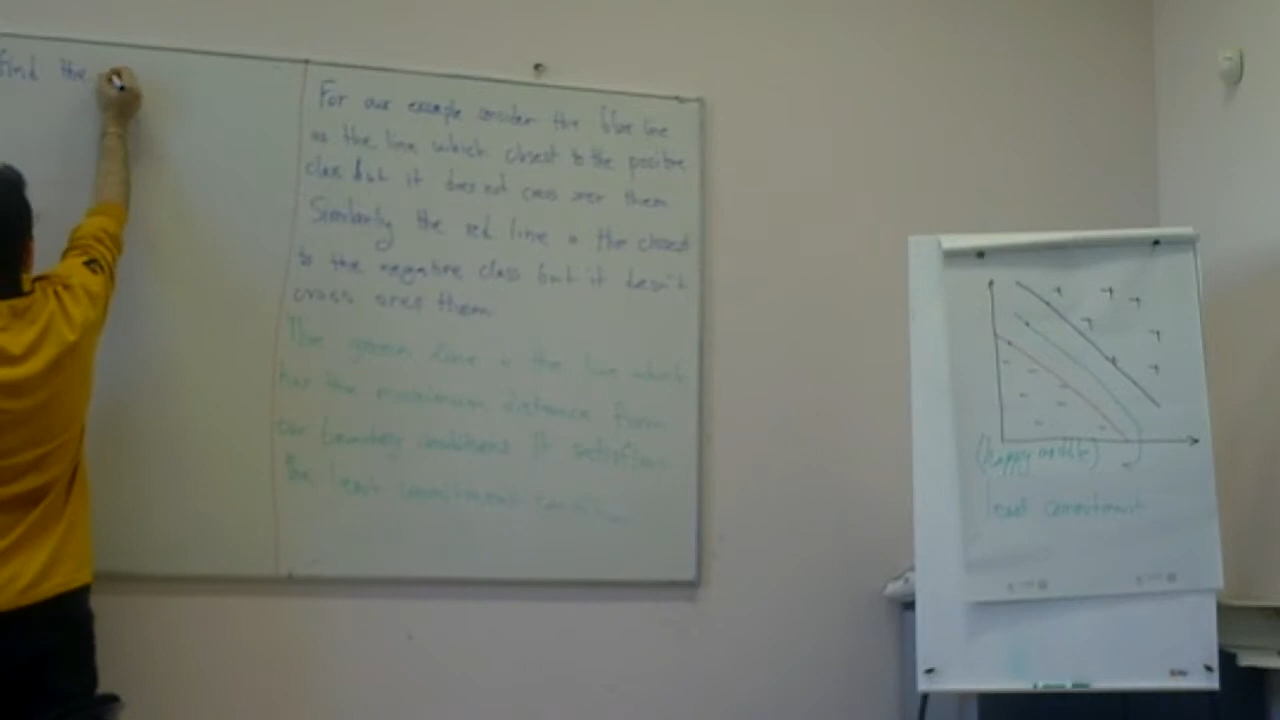 find the
For our example consider the blue line
as the line which closest to the positive
class but it does not cross over them
Similarly the red line is the closest
to the negative class but it doesn't
cross over them
The green line is the line which
has the maximum distance from
our boundary conditions It satisfies
the least commitment
(happy middle)
least commitment